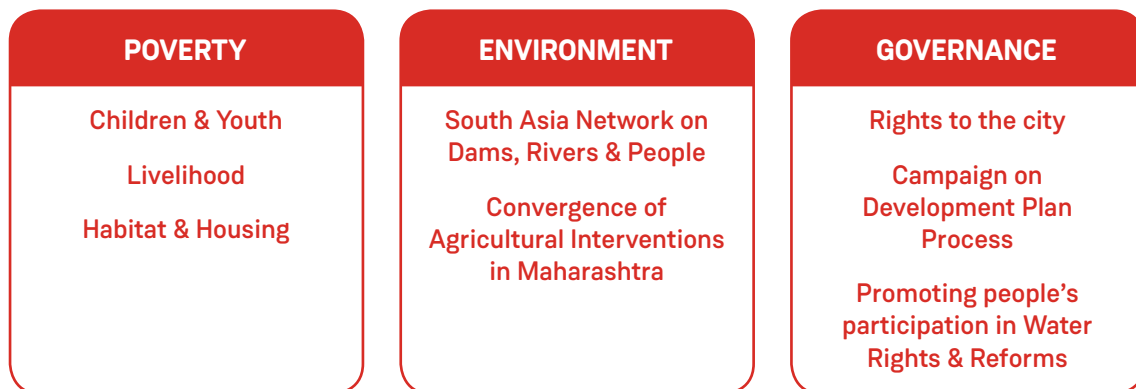 POVERTY
Children & Youth
Livelihood
Habitat & Housing
ENVIRONMENT
South Asia Network on
Dams, Rivers & People
Convergence of
Agricultural Interventions
in Maharashtra
GOVERNANCE
Rights to the city
Campaign on
Development Plan
Process
Promoting people’s
participation in Water
Rights & Reforms